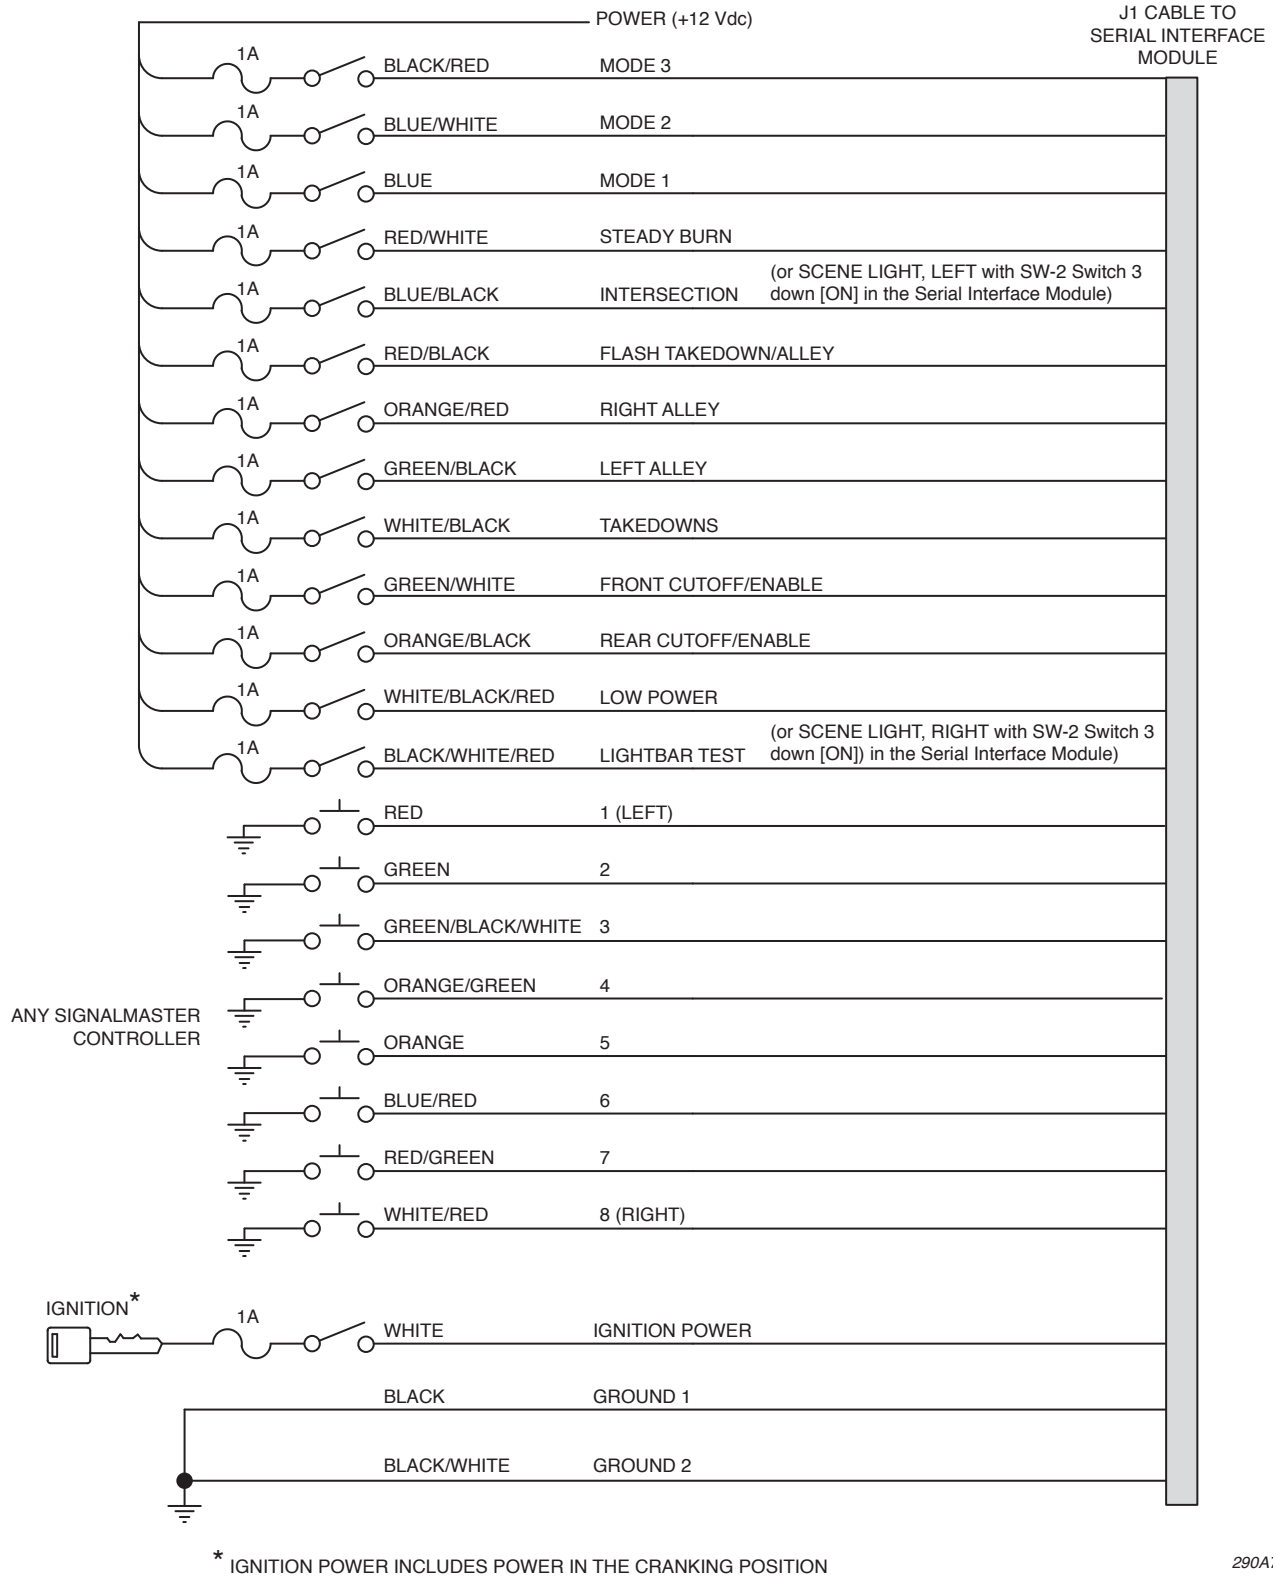 POWER (+12 Vdc)
J1 CABLE TO
SERIAL INTERFACE
MODULE
1A BLACK/RED MODE 3
1A BLUE/WHITE MODE 2
1A BLUE MODE 1
1A RED/WHITE STEADY BURN
(or SCENE LIGHT, LEFT with SW-2 Switch 3
1A BLUE/BLACK INTERSECTION down [ON] in the Serial Interface Module)
1A RED/BLACK FLASH TAKEDOWN/ALLEY
1A ORANGE/RED RIGHT ALLEY
1A GREEN/BLACK LEFT ALLEY
1A WHITE/BLACK TAKEDOWNS
1A GREEN/WHITE FRONT CUTOFF/ENABLE
1A ORANGE/BLACK REAR CUTOFF/ENABLE
1A WHITE/BLACK/RED LOW POWER
(or SCENE LIGHT, RIGHT with SW-2 Switch 3
1A BLACK/WHITE/RED LIGHTBAR TEST down [ON]) in the Serial Interface Module)
RED 1 (LEFT)
GREEN 2
GREEN/BLACK/WHITE 3
ORANGE/GREEN 4
ANY SIGNALMASTER
CONTROLLER
ORANGE 5
BLUE/RED 6
RED/GREEN 7
WHITE/RED 8 (RIGHT)
IGNITION*
1A WHITE IGNITION POWER
BLACK GROUND 1
BLACK/WHITE GROUND 2
* IGNITION POWER INCLUDES POWER IN THE CRANKING POSITION